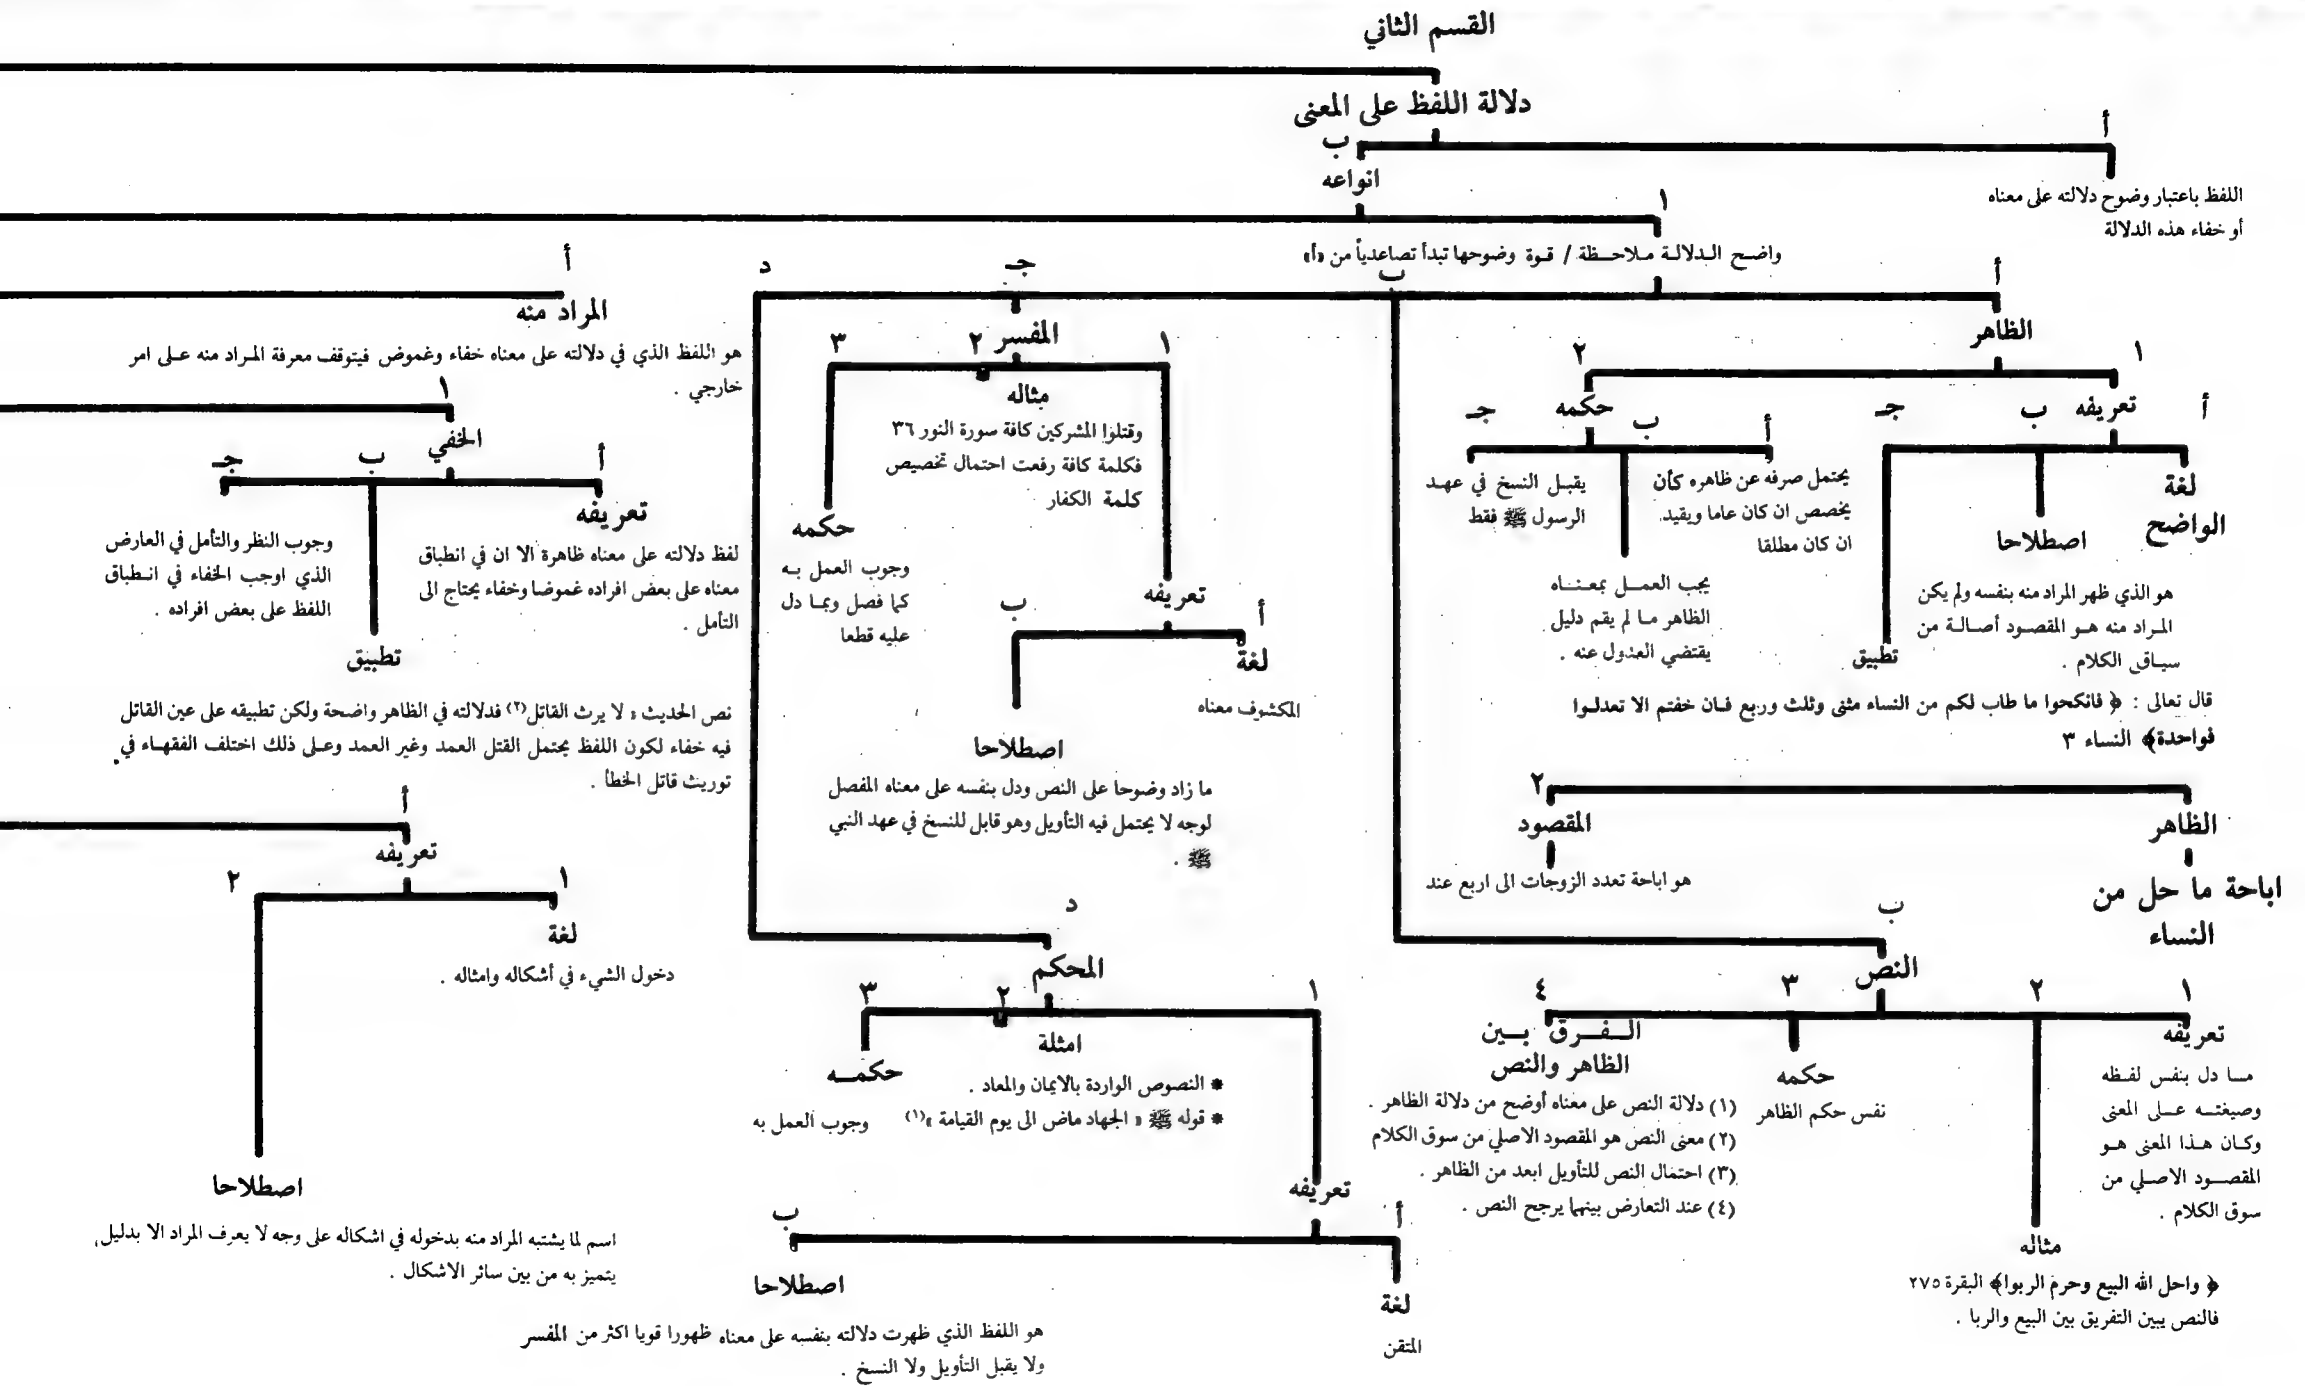 القسم الثاني
دلالة اللفظ على المعنى
أ
اللفظ باعتبار وضوح دلالته على معناه
أو خفاء هذه الدلالة
ب
انواعه
١
واضح الدلالة ملاحظة / قوة وضوحها تبدأ تصاعدياً من «أ»
أ
الظاهر
١
تعريفه
أ
لغة
الواضح
ب
اصطلاحا
هو الذي ظهر المراد منه بنفسه ولم يكن
المراد منه هو المقصود أصالة من
سياق الكلام .
جـ
تطبيق
قال تعالى : ﴿ فانكحوا ما طاب لكم من النساء مثنى وثلث وربع فان خفتم الا تعدلوا
فواحدة﴾ النساء ٣
الظاهر
اباحة ما حل من
النساء
٢
المقصود
هو اباحة تعدد الزوجات الى اربع عند
٢
حكمه
أ
يحتمل صرفه عن ظاهره كأن
يخصص ان كان عاما ويقيد
ان كان مطلقا
ب
يجب العمل بمعناه
الظاهر ما لم يقم دليل
يقتضي العدول عنه .
جـ
يقبل النسخ في عهد
الرسول ﷺ فقط
ب
ب
النص
١
تعريفه
ما دل بنفس لفظه
وصيغته على المعنى
وكان هذا المعنى هو
المقصود الاصلي من
سوق الكلام .
٢
مثاله
﴿ واحل الله البيع وحرم الربوا﴾ البقرة ٢٧٥
فالنص يبين التفريق بين البيع والربا .
٣
حكمه
نفس حكم الظاهر
٤
الفرق بين
الظاهر والنص
(١) دلالة النص على معناه أوضح من دلالة الظاهر .
(٢) معنى النص هو المقصود الاصلي من سوق الكلام
(٣) احتمال النص للتأويل ابعد من الظاهر .
(٤) عند التعارض بينهما يرجح النص .
جـ
المفسر
١
تعريفه
أ
لغة
المكشوف معناه
ب
اصطلاحا
ما زاد وضوحا على النص ودل بنفسه على معناه المفصل
لوجه لا يحتمل فيه التأويل وهو قابل للنسخ في عهد النبي
ﷺ .
٢
مثاله
وقتلوا المشركين كافة سورة النور ٣٦
فكلمة كافة رفعت احتمال تخصيص
كلمة الكفار
٣
حكمه
وجوب العمل به
كما فصل وبما دل
عليه قطعا
د
د
المحكم
١
تعريفه
أ
لغة
المتقن
ب
اصطلاحا
هو اللفظ الذي ظهرت دلالته بنفسه على معناه ظهورا قويا اكثر من المفسر
ولا يقبل التأويل ولا النسخ .
٢
امثلة
* النصوص الواردة بالايمان والمعاد .
* قوله ﷺ « الجهاد ماض الى يوم القيامة »(١)
٣
حكمه
وجوب العمل به
أ
المراد منه
هو اللفظ الذي في دلالته على معناه خفاء وغموض فيتوقف معرفة المراد منه على امر
خارجي .
١
الخفي
أ
تعريفه
لفظ دلالته على معناه ظاهرة الا ان في انطباق
معناه على بعض افراده غموضا وخفاء يحتاج الى
التأمل .
ب
تطبيق
نص الحديث « لا يرث القاتل(٢) فدلالته في الظاهر واضحة ولكن تطبيقه على عين القاتل
فيه خفاء لكون اللفظ يحتمل القتل العمد وغير العمد وعلى ذلك اختلف الفقهاء في
توريث قاتل الخطأ .
جـ
وجوب النظر والتأمل في العارض
الذي اوجب الخفاء في انطباق
اللفظ على بعض افراده .
أ
تعريفه
١
لغة
دخول الشيء في أشكاله وامثاله .
٢
اصطلاحا
اسم لما يشتبه المراد منه بدخوله في اشكاله على وجه لا يعرف المراد الا بدليل
يتميز به من بين سائر الاشكال .